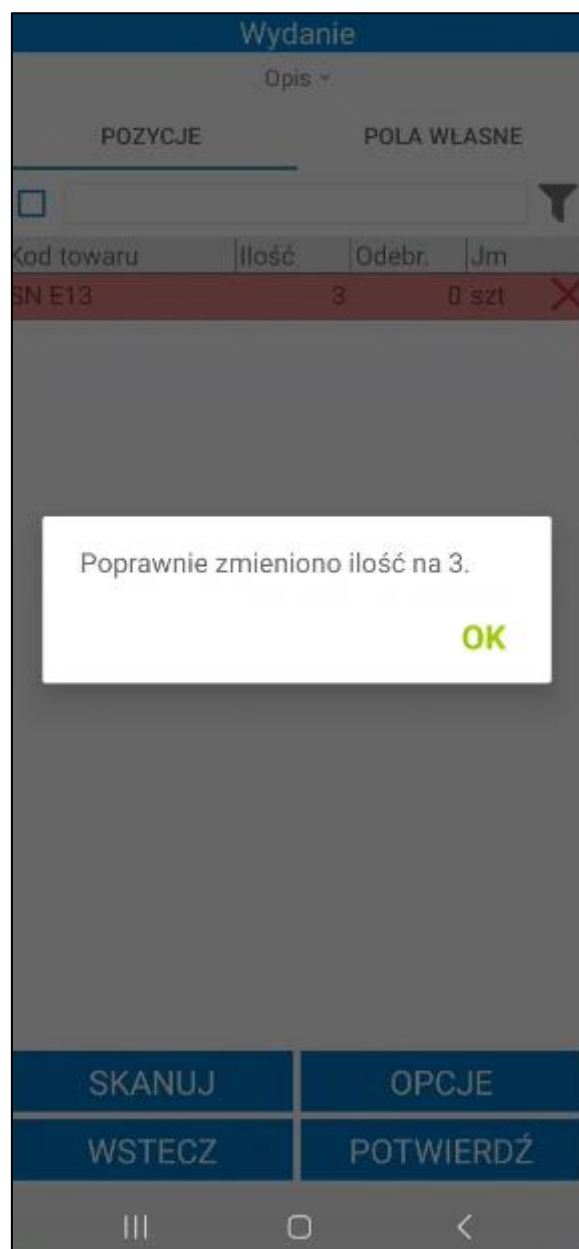 Wydanie
Opis
POZYCJE POLA WŁASNE
Kod towaru Ilość Odebr. Jm
SN E13 3 0 szt
Poprawnie zmieniono ilość na 3.
OK
SKANUJ OPCJE
WSTECZ POTWIERDŹ